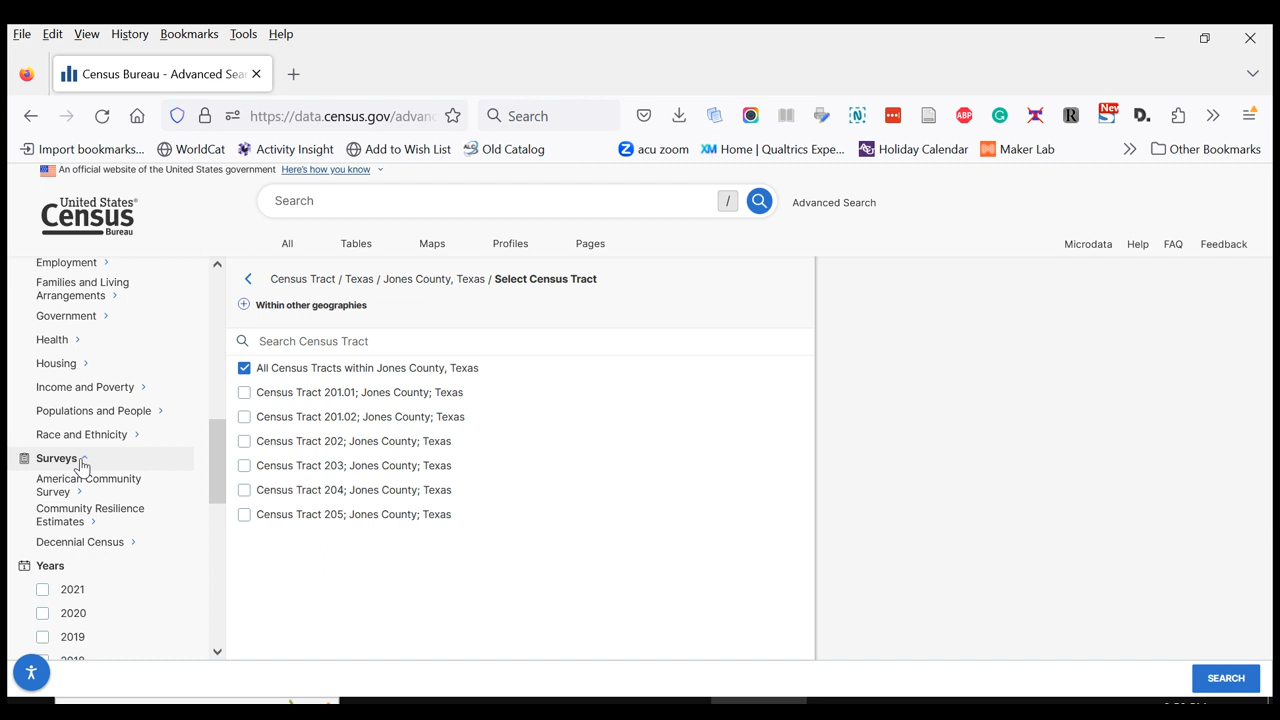 File Edit View History Bookmarks Tools Help
Census Bureau - Advanced Sear
https://data.census.gov/advanc
Search
New
ABP
R
D.
Import bookmarks... WorldCat Activity Insight Add to Wish List Old Catalog acu zoom Home | Qualtrics Expe... Holiday Calendar Maker Lab Other Bookmarks
An official website of the United States government Here's how you know
United States®
Census
Bureau
Search / Advanced Search
All Tables Maps Profiles Pages Microdata Help FAQ Feedback
Employment
Families and Living
Arrangements
Government
Health
Housing
Income and Poverty
Populations and People
Race and Ethnicity
Surveys
American Community
Survey
Community Resilience
Estimates
Decennial Census
Years
2021
2020
2019
2018
Census Tract / Texas / Jones County, Texas / Select Census Tract
Within other geographies
Search Census Tract
All Census Tracts within Jones County, Texas
Census Tract 201.01; Jones County; Texas
Census Tract 201.02; Jones County; Texas
Census Tract 202; Jones County; Texas
Census Tract 203; Jones County; Texas
Census Tract 204; Jones County; Texas
Census Tract 205; Jones County; Texas
SEARCH